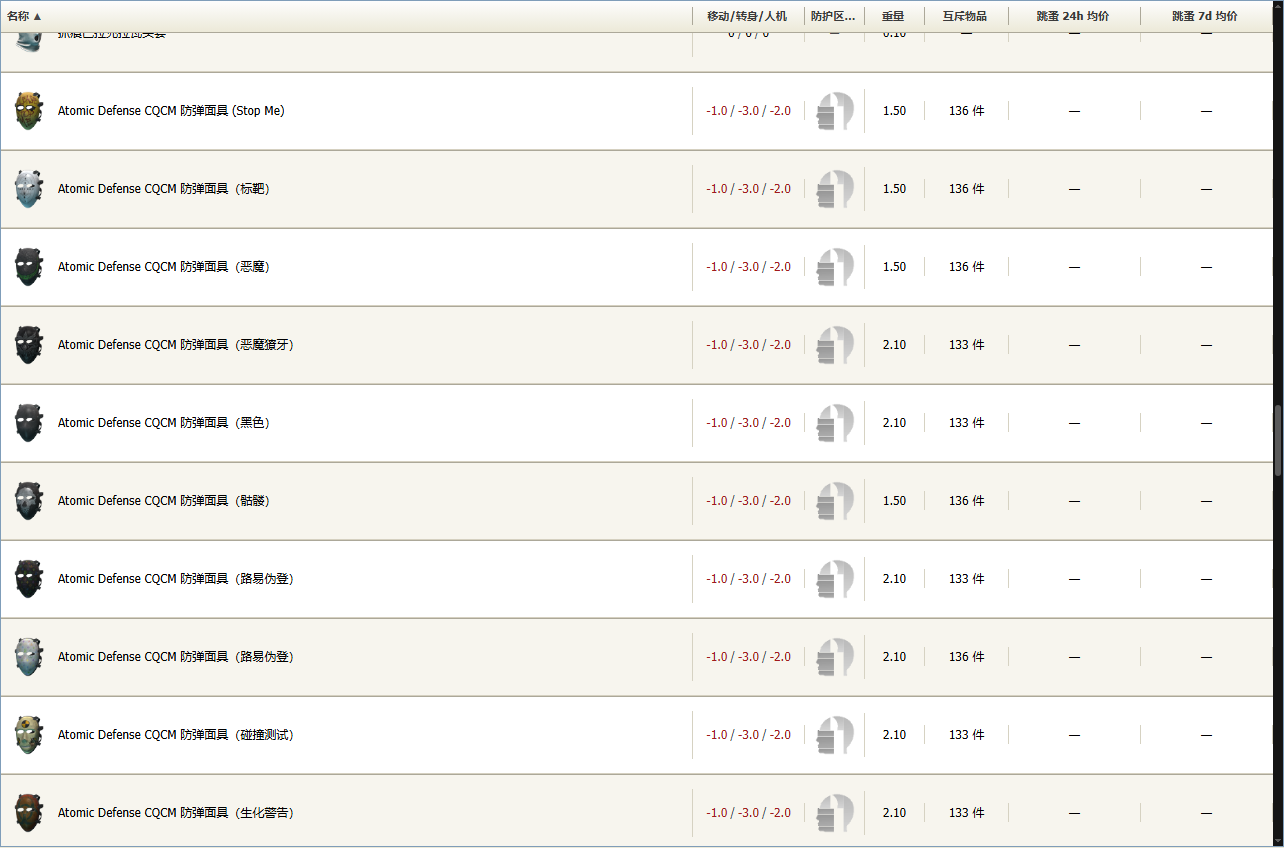 名称 ▲ 移动/转身/人机 防护区... 重量 互斥物品 跳蚤 24h 均价 跳蚤 7d 均价
0 / 0 / 0 — 0.10 — — —
Atomic Defense CQCM 防弹面具 (Stop Me) -1.0 / -3.0 / -2.0 1.50 136 件 — —
Atomic Defense CQCM 防弹面具（标靶） -1.0 / -3.0 / -2.0 1.50 136 件 — —
Atomic Defense CQCM 防弹面具（恶魔） -1.0 / -3.0 / -2.0 1.50 136 件 — —
Atomic Defense CQCM 防弹面具（恶魔獠牙） -1.0 / -3.0 / -2.0 2.10 133 件 — —
Atomic Defense CQCM 防弹面具（黑色） -1.0 / -3.0 / -2.0 2.10 133 件 — —
Atomic Defense CQCM 防弹面具（骷髅） -1.0 / -3.0 / -2.0 1.50 136 件 — —
Atomic Defense CQCM 防弹面具（路易伪登） -1.0 / -3.0 / -2.0 2.10 133 件 — —
Atomic Defense CQCM 防弹面具（路易伪登） -1.0 / -3.0 / -2.0 2.10 136 件 — —
Atomic Defense CQCM 防弹面具（碰撞测试） -1.0 / -3.0 / -2.0 2.10 133 件 — —
Atomic Defense CQCM 防弹面具（生化警告） -1.0 / -3.0 / -2.0 2.10 133 件 — —